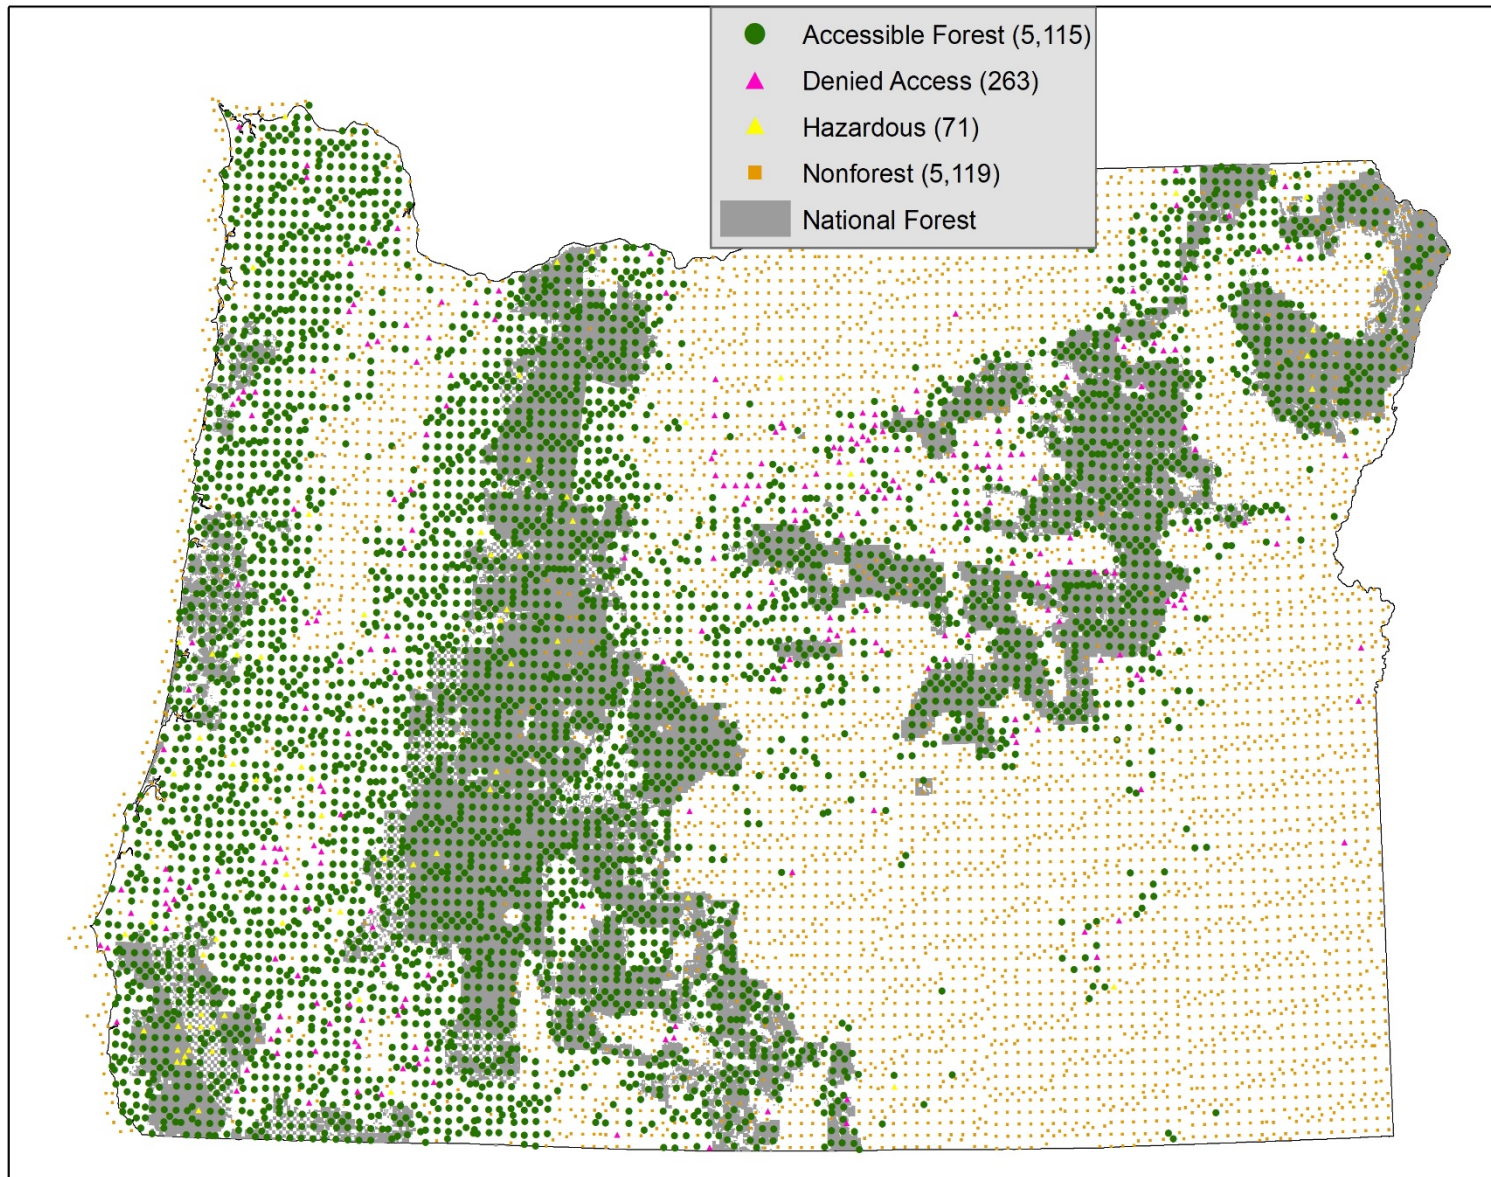 Accessible Forest (5,115)
Denied Access (263)
Hazardous (71)
Nonforest (5,119)
National Forest